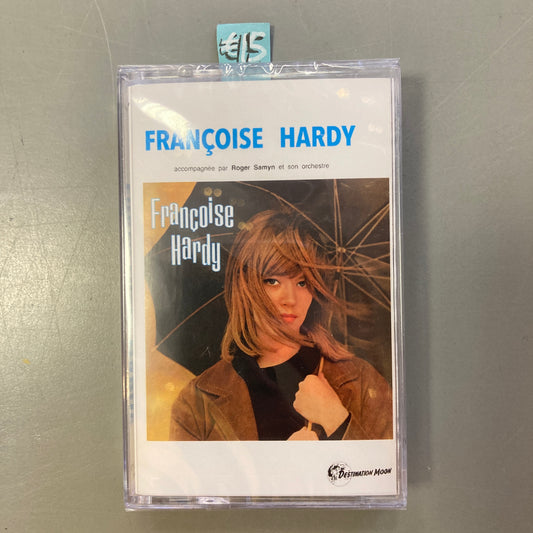 €15
FRANÇOISE HARDY
accompagnée par Roger Samyn et son orchestre
Françoise
Hardy
DESTINATION MOON